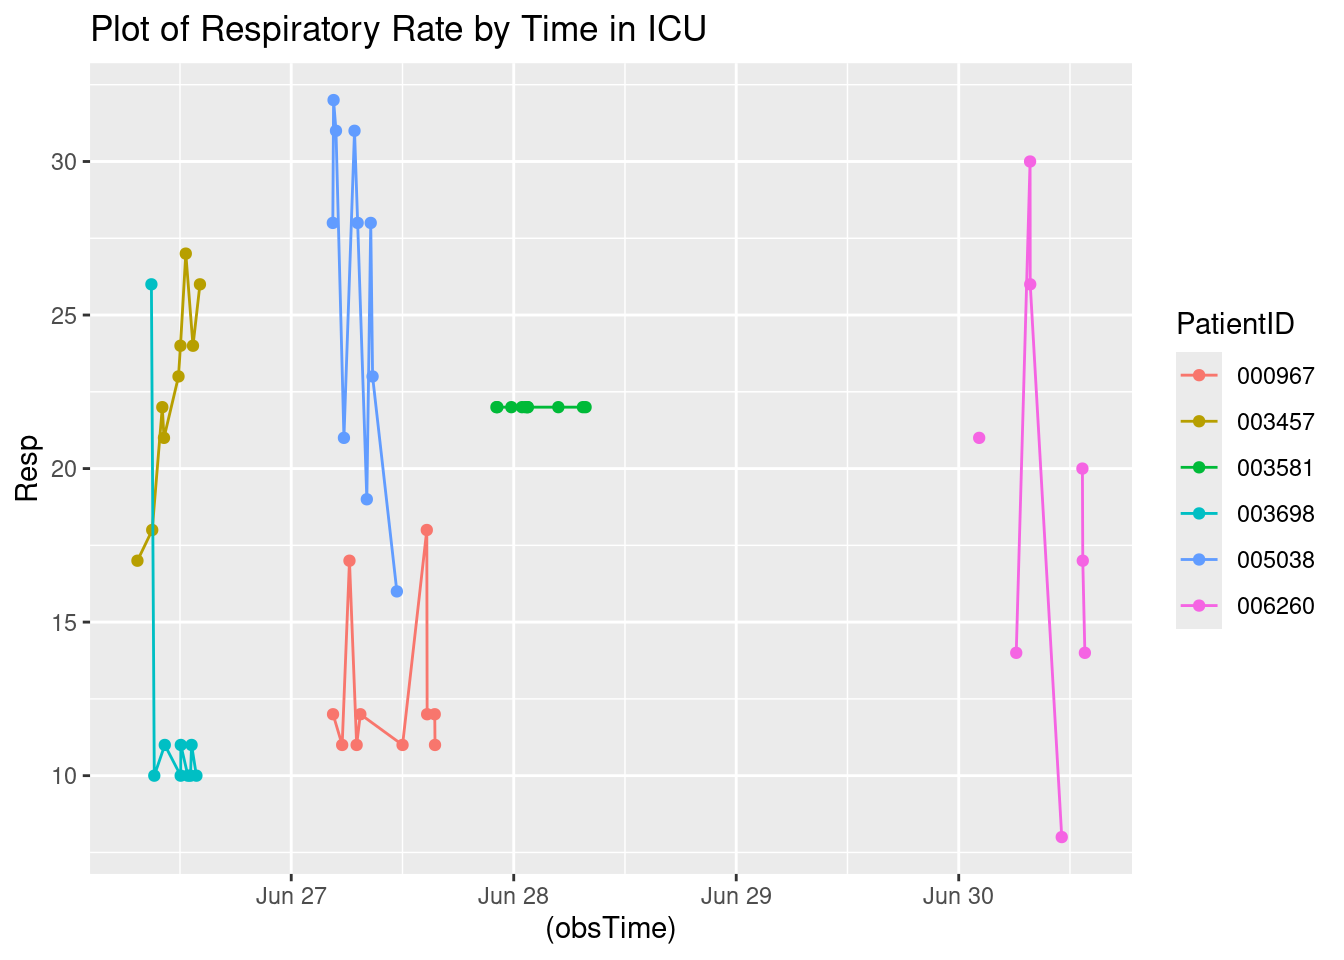 Plot of Respiratory Rate by Time in ICU
30
25
20
15
10
Resp
Jun 27
Jun 28
Jun 29
Jun 30
(obsTime)
PatientID
000967
003457
003581
003698
005038
006260